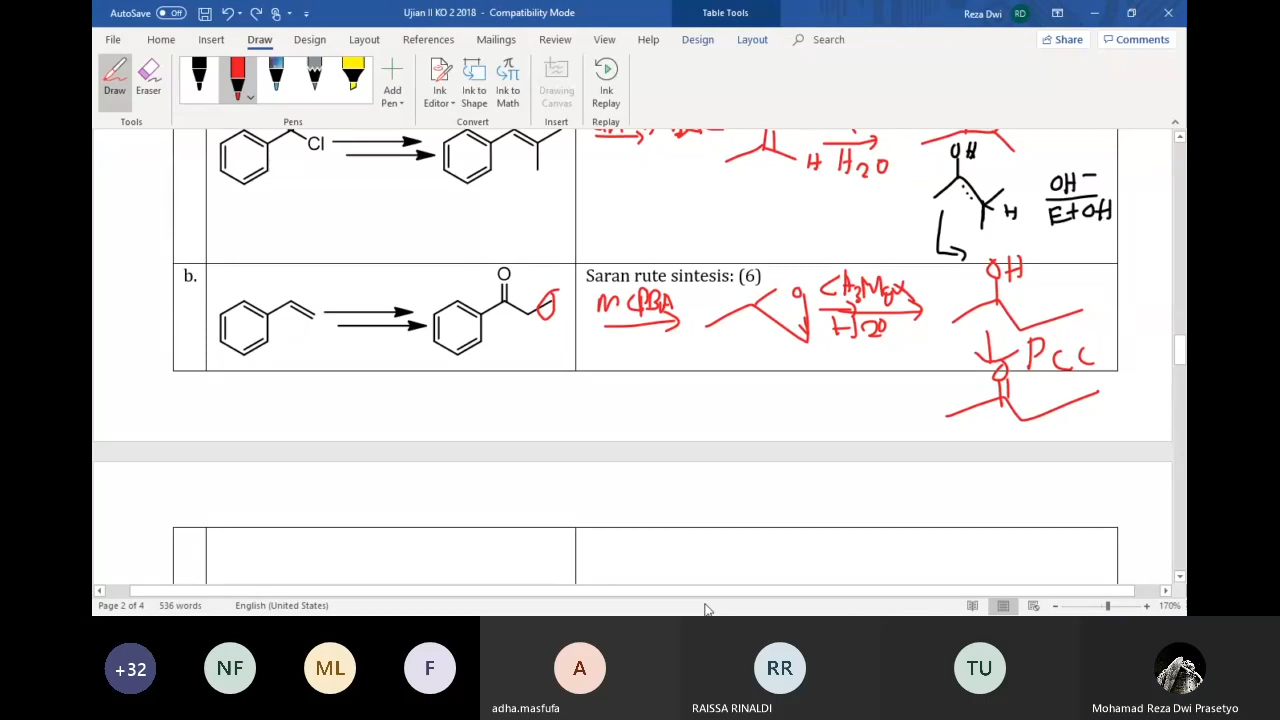 AutoSave Off Ujian II KO 2 2018 - Compatibility Mode Table Tools Reza Dwi RD
File Home Insert Draw Design Layout References Mailings Review View Help Design Layout Search Share Comments
Draw Eraser Add Pen Ink Editor Ink to Shape Ink to Math Drawing Canvas Ink Replay
Tools Pens Convert Insert Replay
Cl
H H2O
OH
H
OH-
EtOH
b. O Saran rute sintesis: (6)
MCPBA O CH3MgX OH
H2O
PCC
O
Page 2 of 4 536 words English (United States) 170%
+32 NF ML F A RR TU
adha.masfufa RAISSA RINALDI Mohamad Reza Dwi Prasetyo